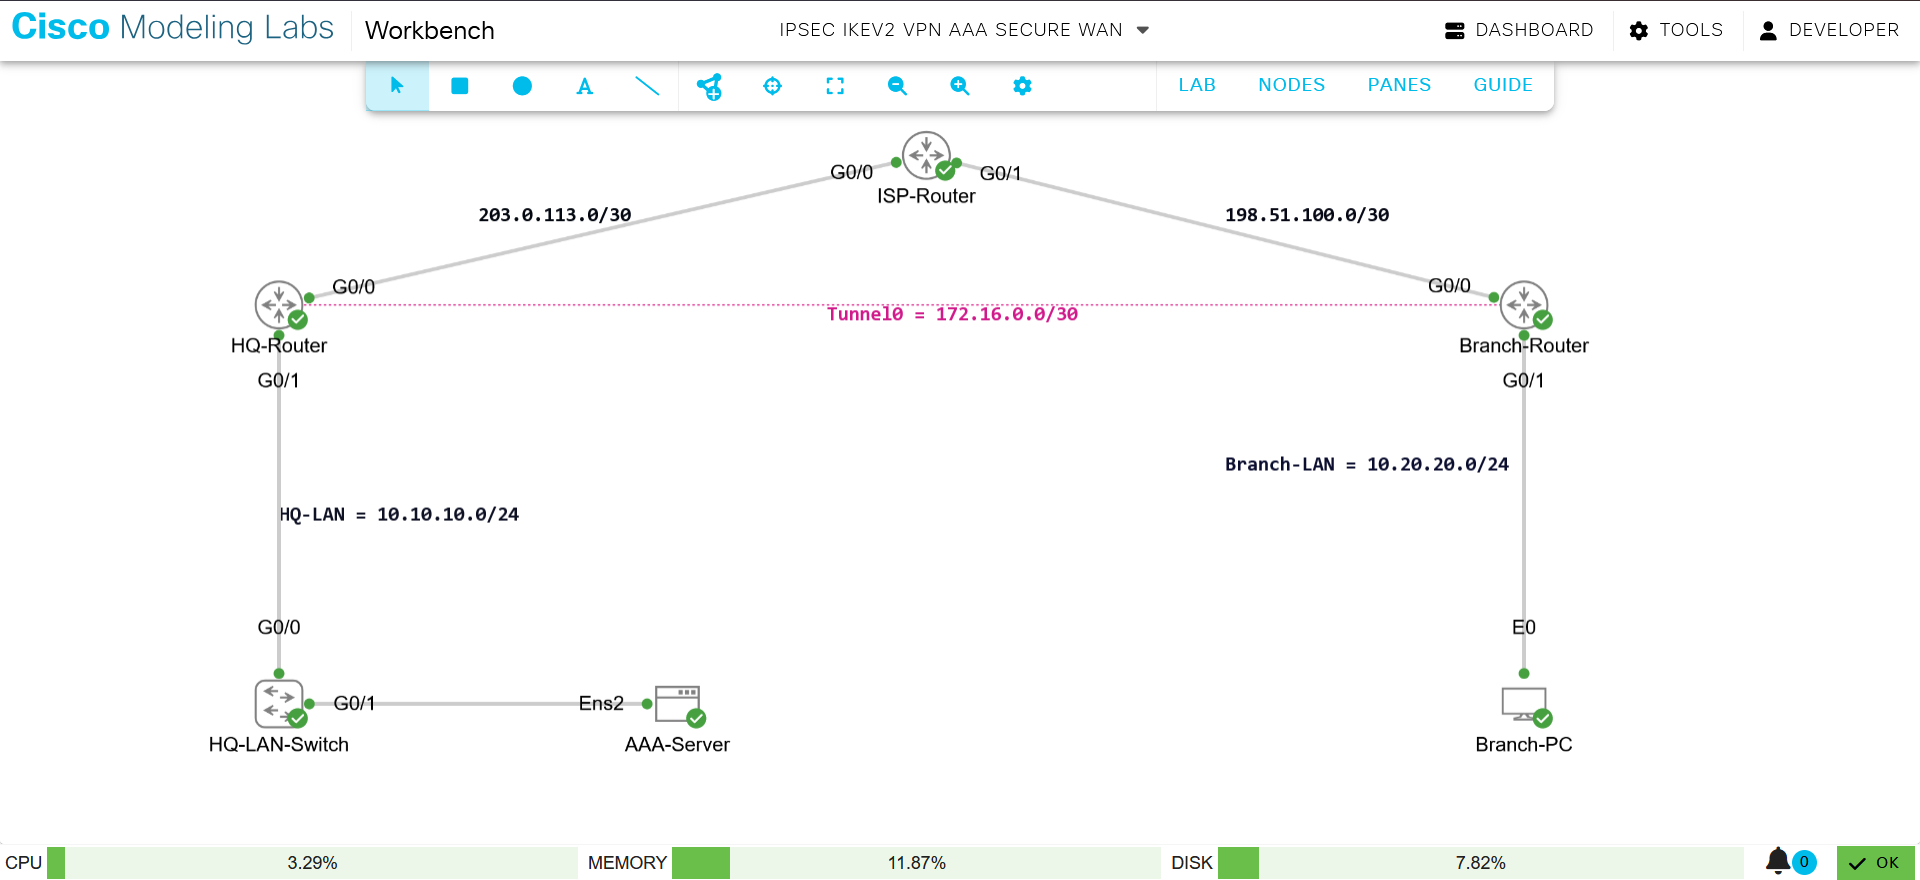 Cisco Modeling Labs Workbench IPSEC IKEV2 VPN AAA SECURE WAN DASHBOARD TOOLS DEVELOPER
A LAB NODES PANES GUIDE
G0/0 G0/1
ISP-Router
203.0.113.0/30 198.51.100.0/30
G0/0 G0/0
Tunnel0 = 172.16.0.0/30
HQ-Router Branch-Router
G0/1 G0/1
Branch-LAN = 10.20.20.0/24
HQ-LAN = 10.10.10.0/24
G0/0 E0
G0/1 Ens2
HQ-LAN-Switch AAA-Server Branch-PC
CPU 3.29% MEMORY 11.87% DISK 7.82% 0 OK